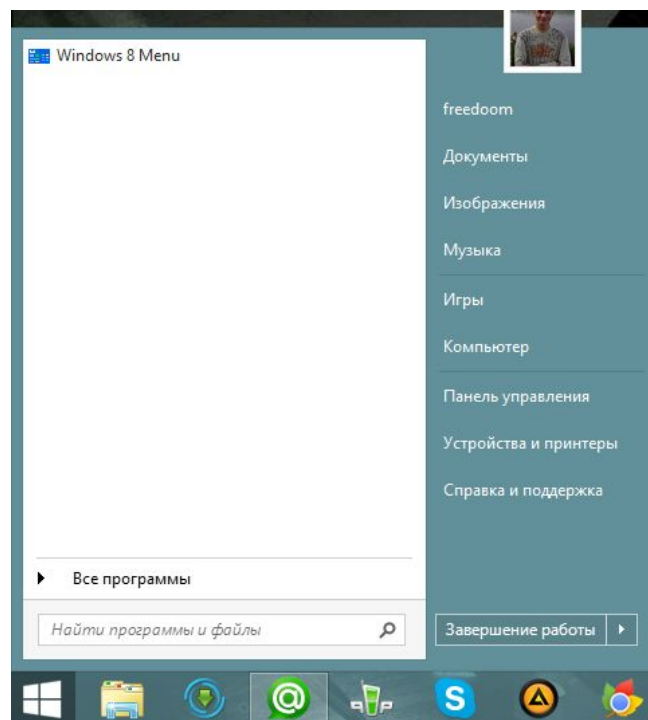 Windows 8 Menu
freedoom
Документы
Изображения
Музыка
Игры
Компьютер
Панель управления
Устройства и принтеры
Справка и поддержка
Все программы
Найти программы и файлы
Завершение работы